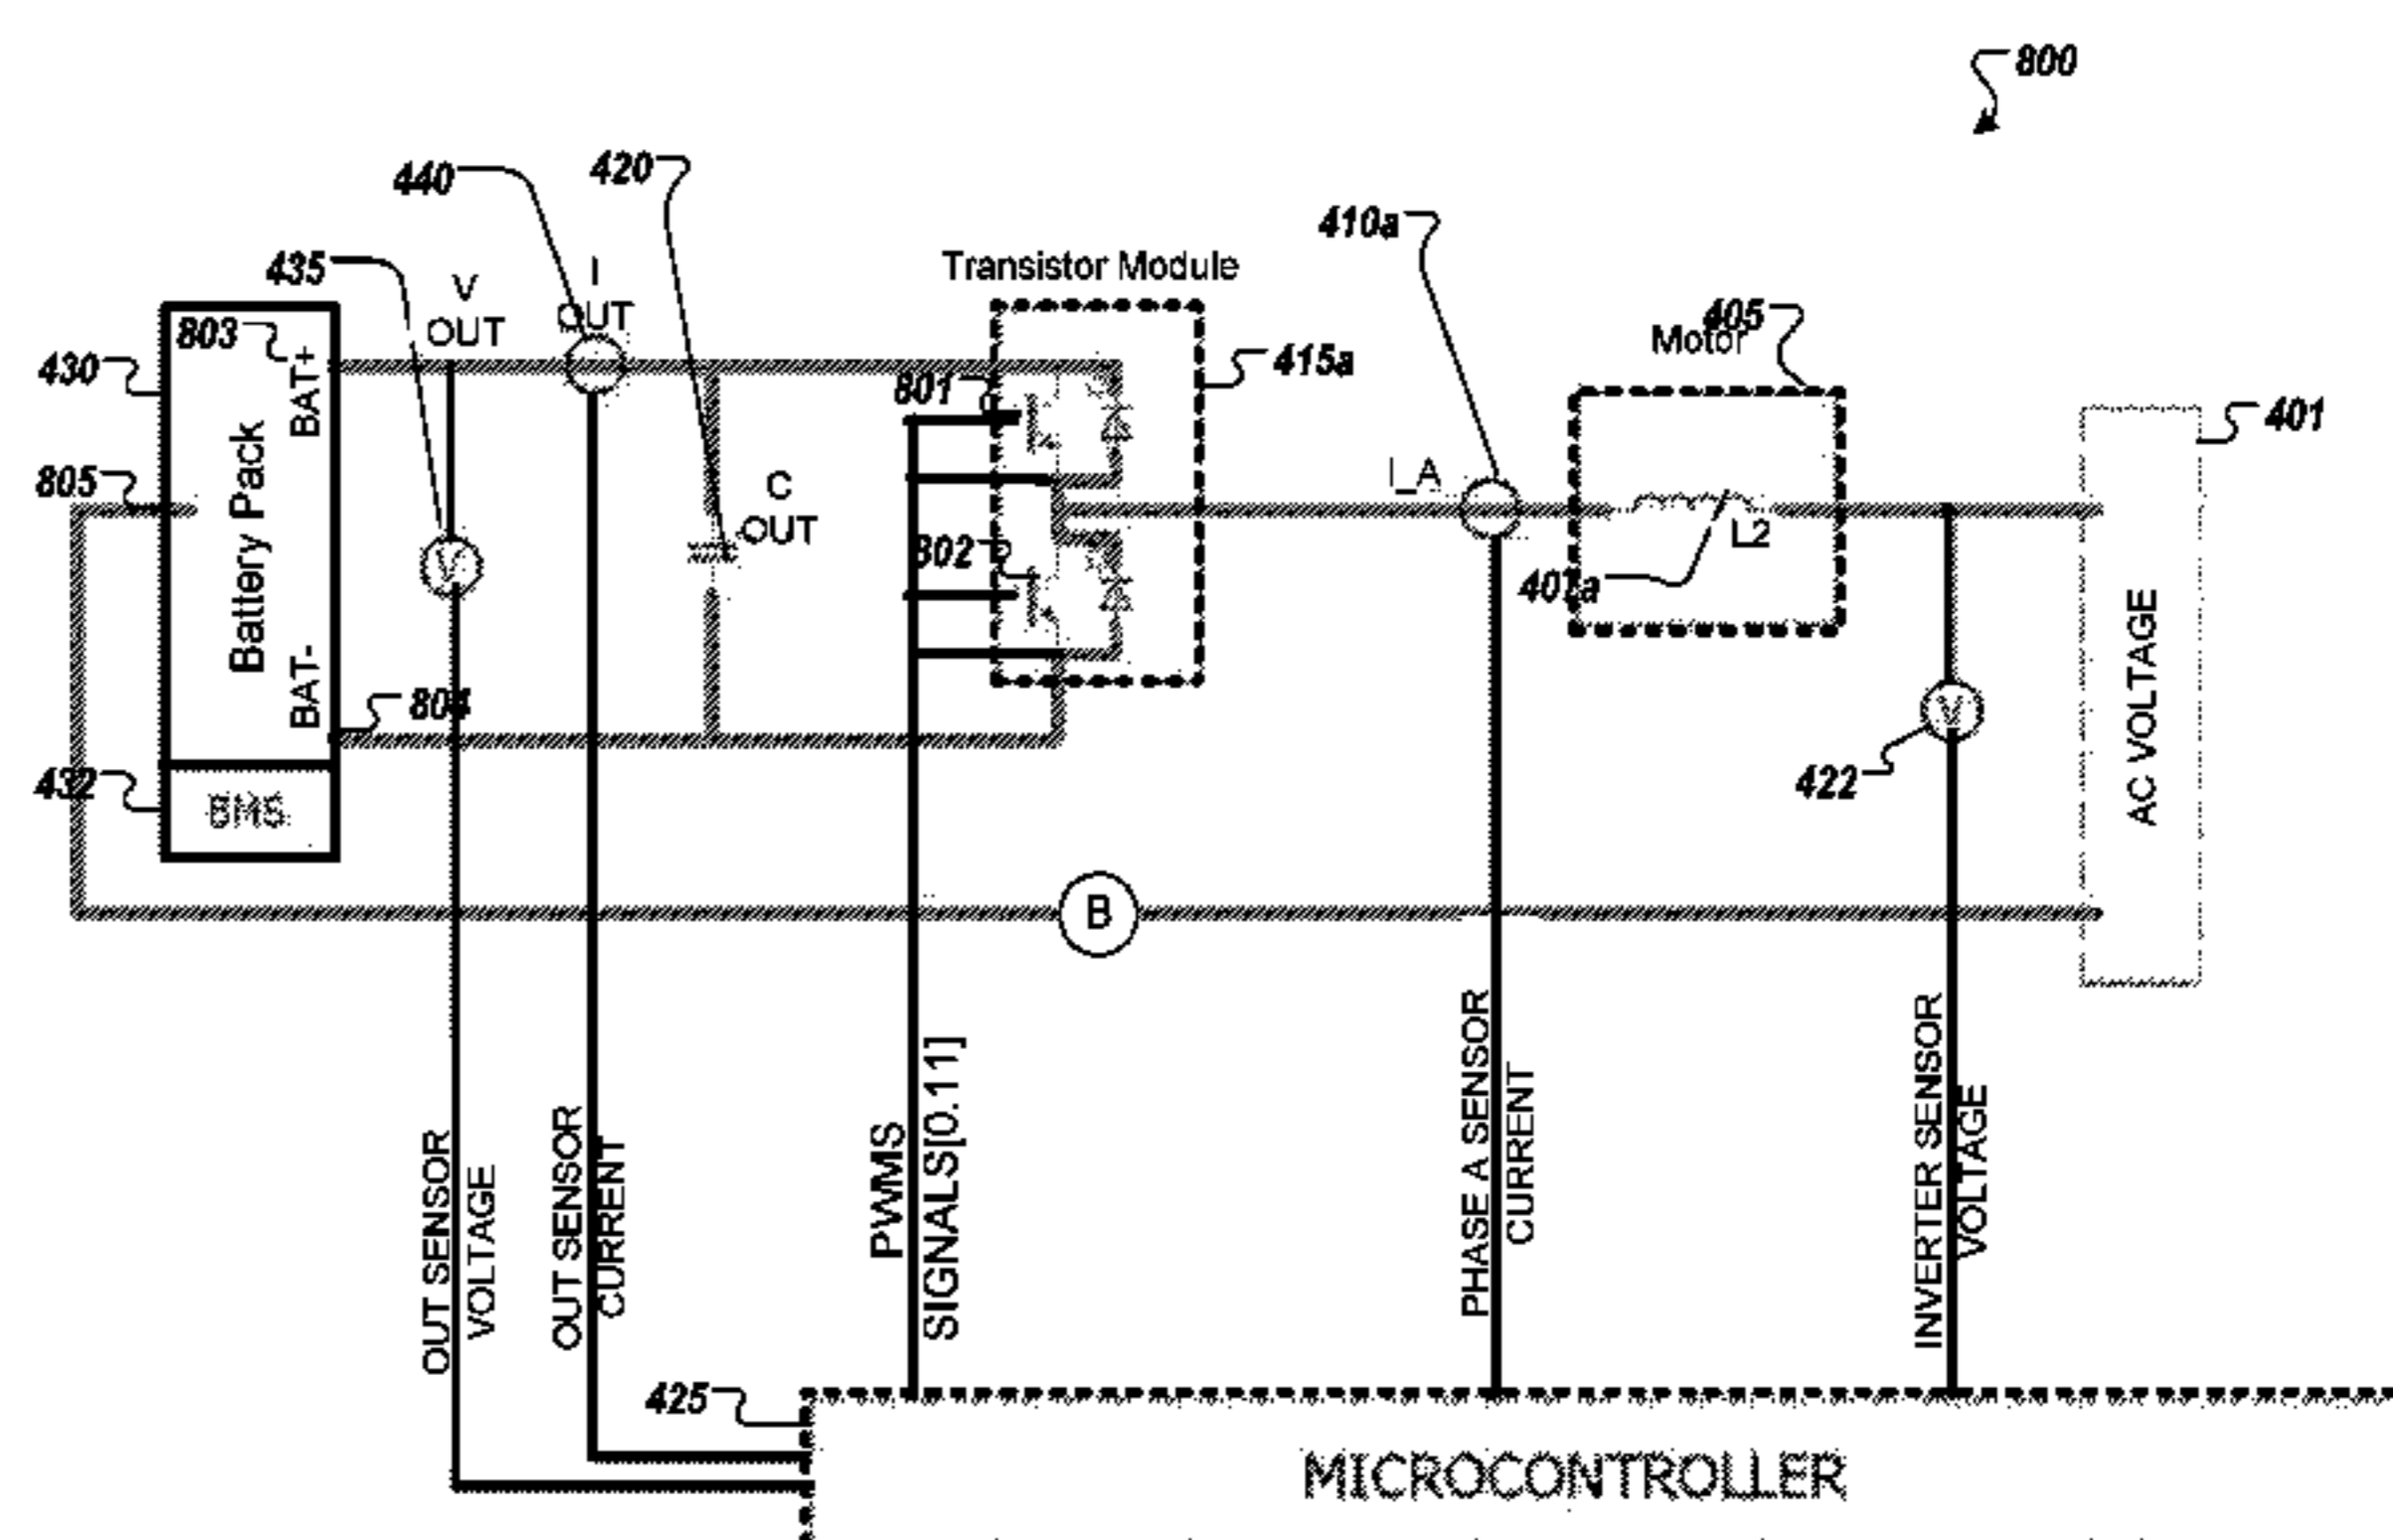 800
440
420
410a
435
V
OUT
I
OUT
Transistor Module
405
Motor
415a
803
BAT+
430
801
401
805
Battery Pack
I_A
C
OUT
V
802
L2
401a
AC VOLTAGE
BAT-
804
V
422
432
BMS
B
OUT SENSOR
VOLTAGE
OUT SENSOR
CURRENT
PWMS
SIGNALS[0.11]
PHASE A SENSOR
CURRENT
INVERTER SENSOR
VOLTAGE
425
MICROCONTROLLER